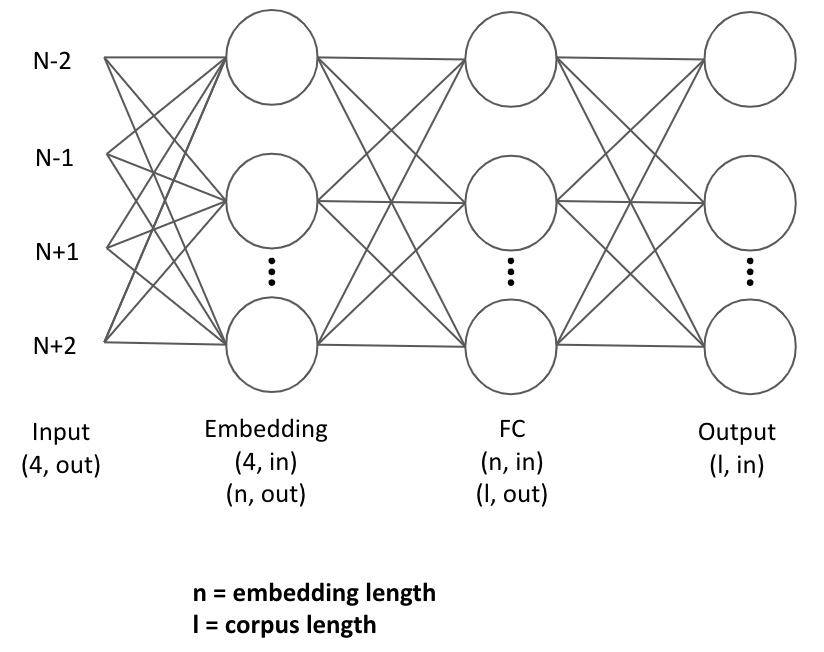 N-2
N-1
N+1
N+2
Input
(4, out)
Embedding
(4, in)
(n, out)
FC
(n, in)
(l, out)
Output
(l, in)
n = embedding length
l = corpus length